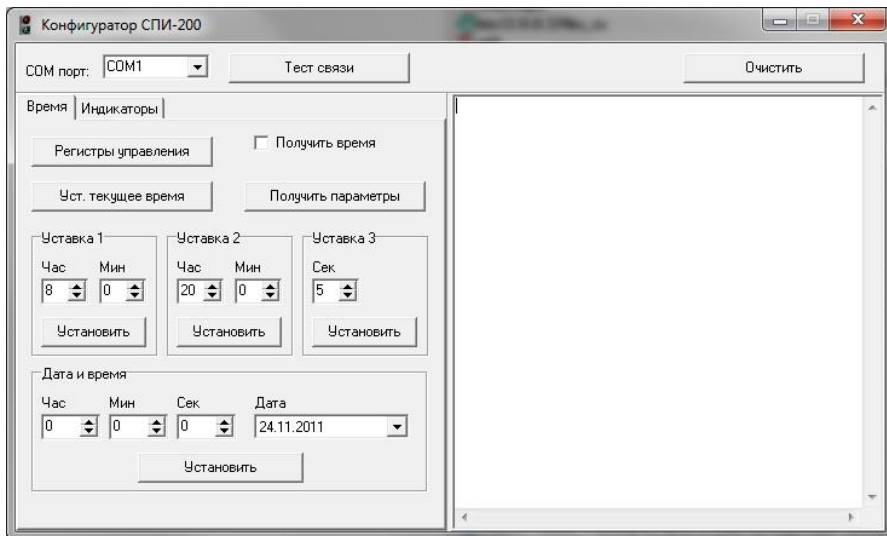 Конфигуратор СПИ-200
COM порт: COM1 Тест связи Очистить
Время Индикаторы
Регистры управления Получить время
Уст. текущее время Получить параметры
Уставка 1 Уставка 2 Уставка 3
Час Мин Час Мин Сек
8 0 20 0 5
Установить Установить Установить
Дата и время
Час Мин Сек Дата
0 0 0 24.11.2011
Установить